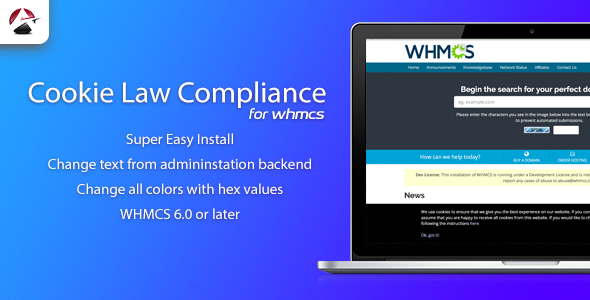 Cookie Law Compliance
for whmcs
Super Easy Install
Change text from admininstation backend
Change all colors with hex values
WHMCS 6.0 or later
WHMCS
Home Announcements Knowledgebase Network Status Affiliates Contact Us
Begin the search for your perfect do
eg. example.com
Please enter the characters you see in the image below into the text bo
to prevent automated submissions.
How can we help today?
BUY A DOMAIN
ORDER HOSTING
Dev License: This installation of WHMCS is running under a Development License and is not
report any cases of abuse to abuse@whmcs.c
News
We use cookies to ensure that we give you the best experience on our website. If you con
assume that you are happy to receive all cookies from this website. If you would like to ch
following the instructions here
Ok, got it!